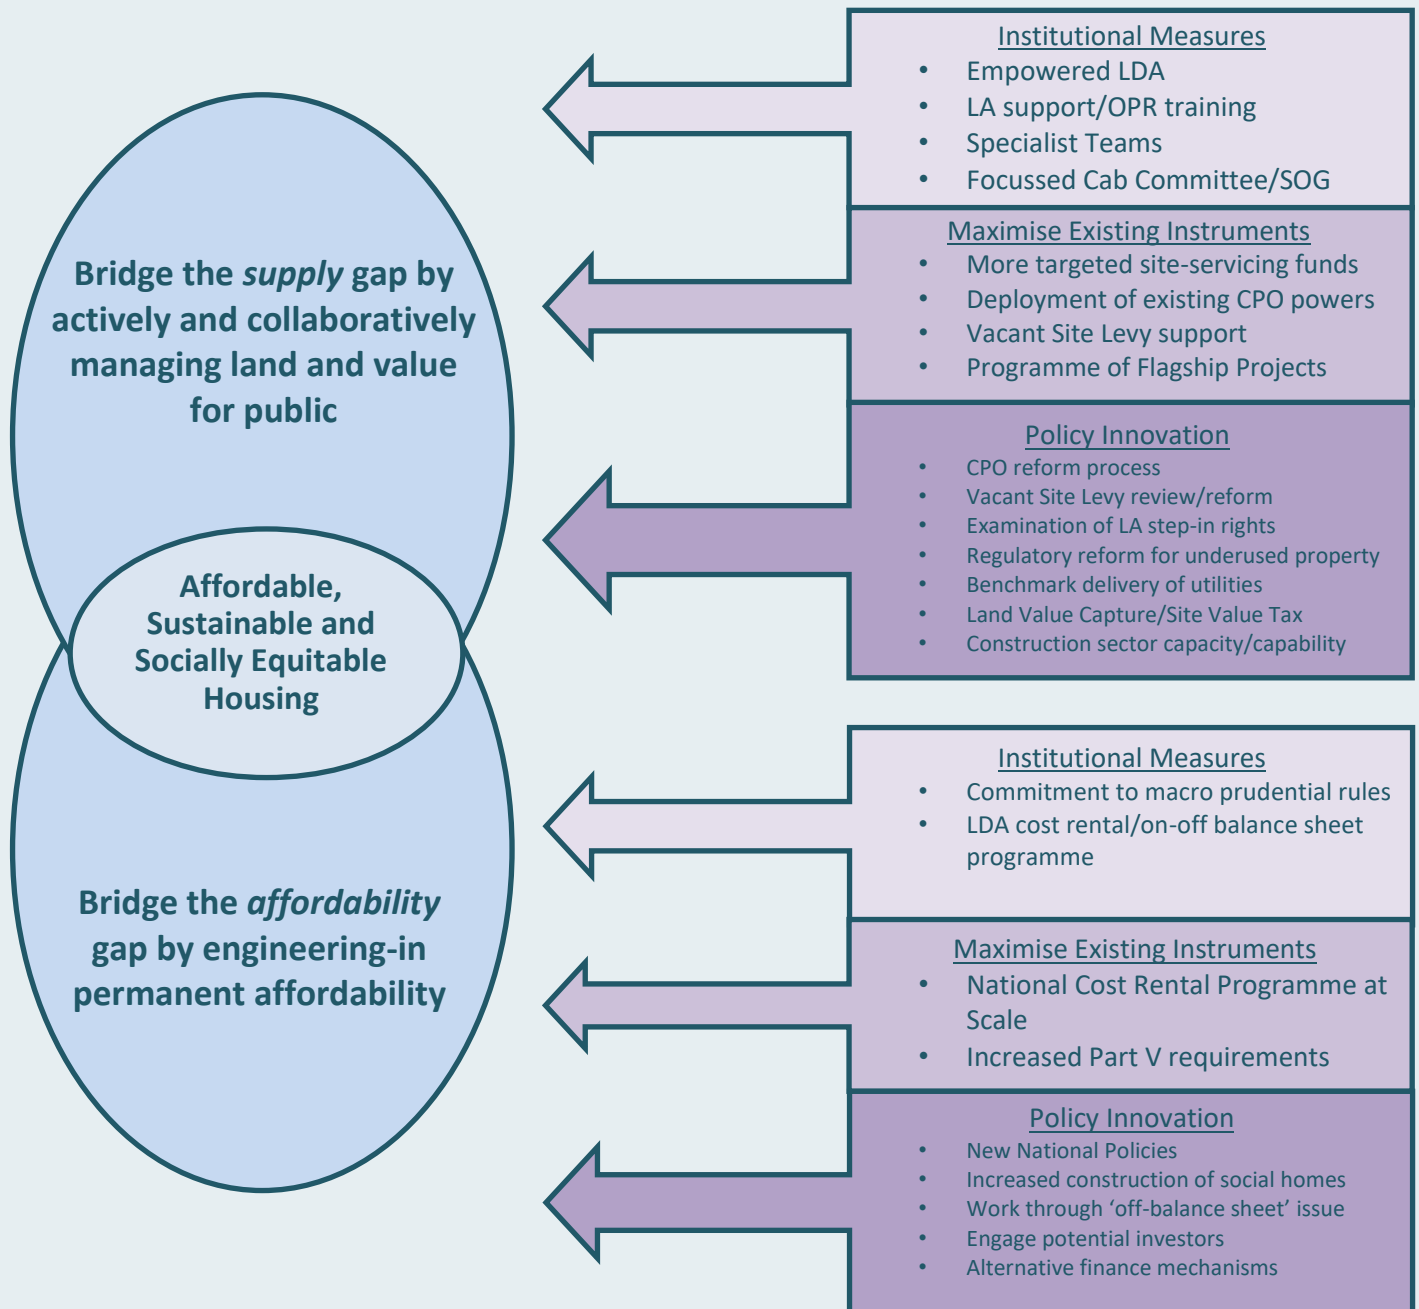 Bridge the supply gap by
actively and collaboratively
managing land and value
for public
Affordable,
Sustainable and
Socially Equitable
Housing
Bridge the affordability
gap by engineering-in
permanent affordability
Institutional Measures
• Empowered LDA
• LA support/OPR training
• Specialist Teams
• Focussed Cab Committee/SOG
Maximise Existing Instruments
• More targeted site-servicing funds
• Deployment of existing CPO powers
• Vacant Site Levy support
• Programme of Flagship Projects
Policy Innovation
• CPO reform process
• Vacant Site Levy review/reform
• Examination of LA step-in rights
• Regulatory reform for underused property
• Benchmark delivery of utilities
• Land Value Capture/Site Value Tax
• Construction sector capacity/capability
Institutional Measures
• Commitment to macro prudential rules
• LDA cost rental/on-off balance sheet
programme
Maximise Existing Instruments
• National Cost Rental Programme at
Scale
• Increased Part V requirements
Policy Innovation
• New National Policies
• Increased construction of social homes
• Work through ‘off-balance sheet’ issue
• Engage potential investors
• Alternative finance mechanisms